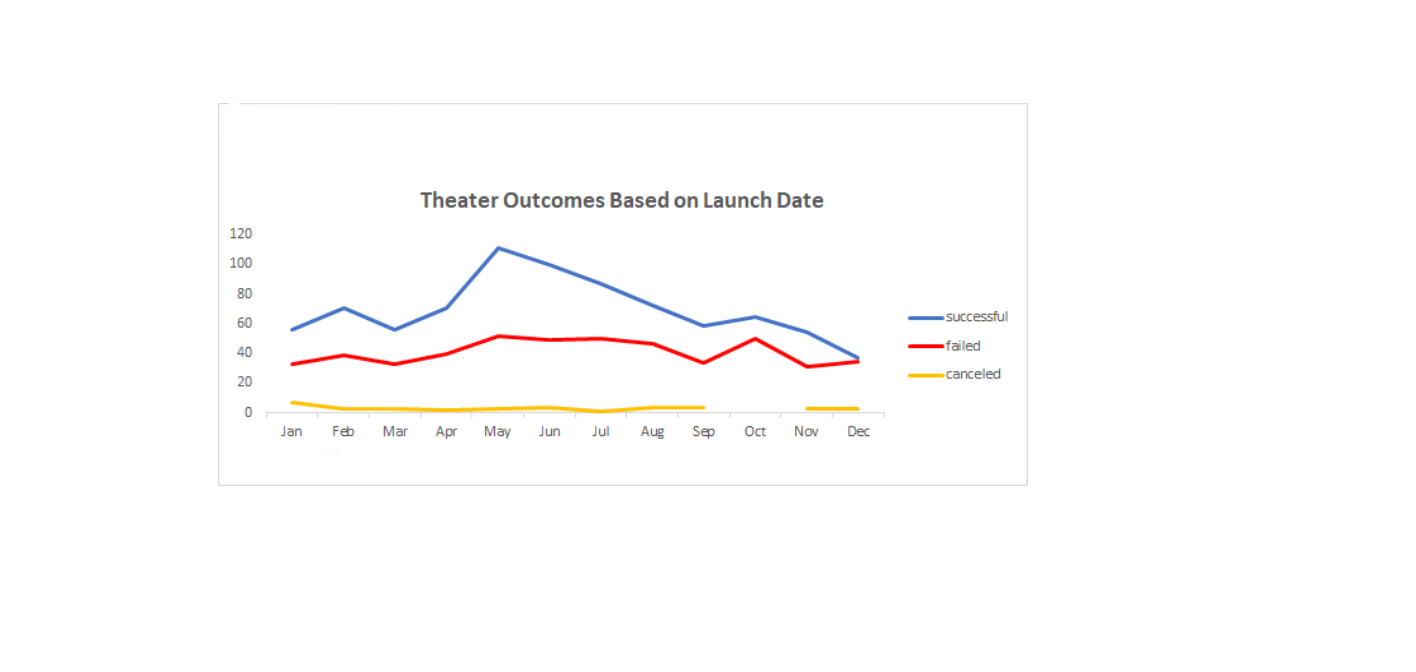 Theater Outcomes Based on Launch Date
120
100
80
60
40
20
0
Jan Feb Mar Apr May Jun Jul Aug Sep Oct Nov Dec
successful
failed
canceled